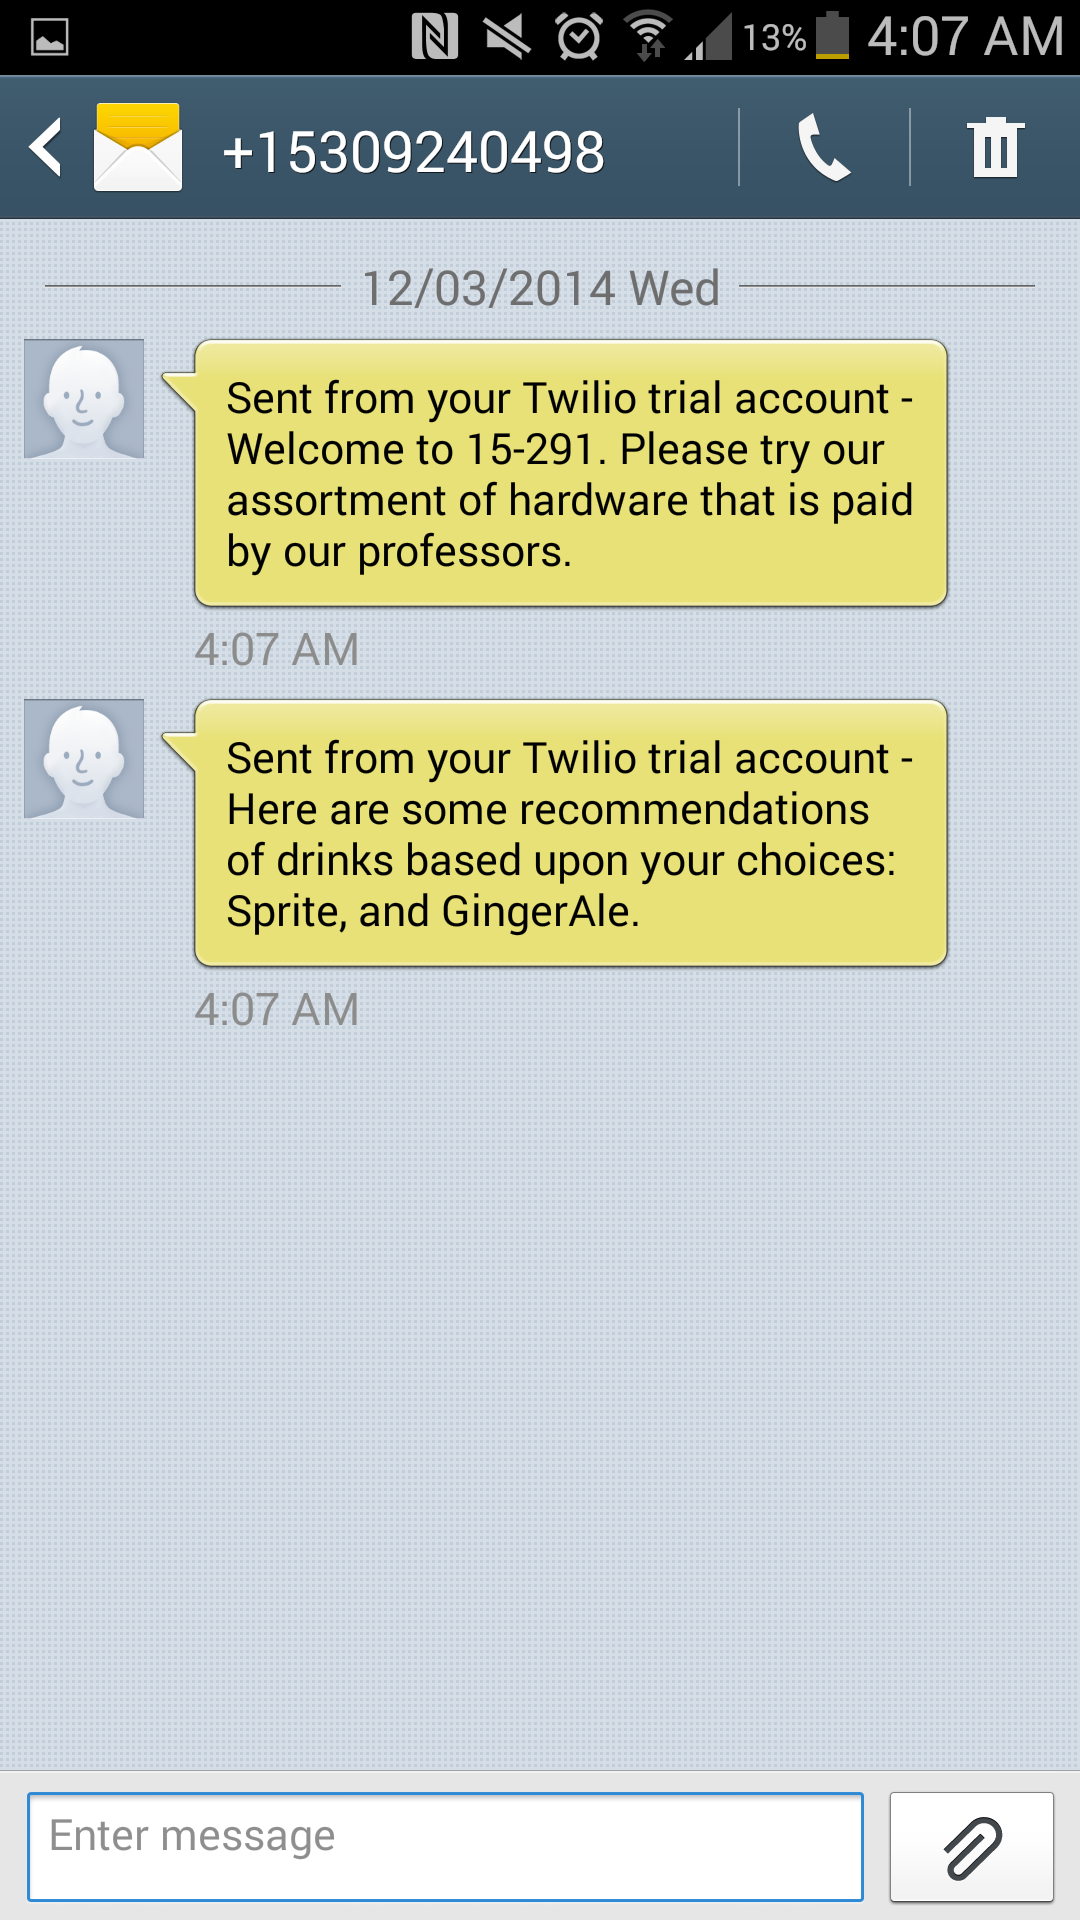 13% 4:07 AM
+15309240498
12/03/2014 Wed
Sent from your Twilio trial account -
Welcome to 15-291. Please try our
assortment of hardware that is paid
by our professors.
4:07 AM
Sent from your Twilio trial account -
Here are some recommendations
of drinks based upon your choices:
Sprite, and GingerAle.
4:07 AM
Enter message